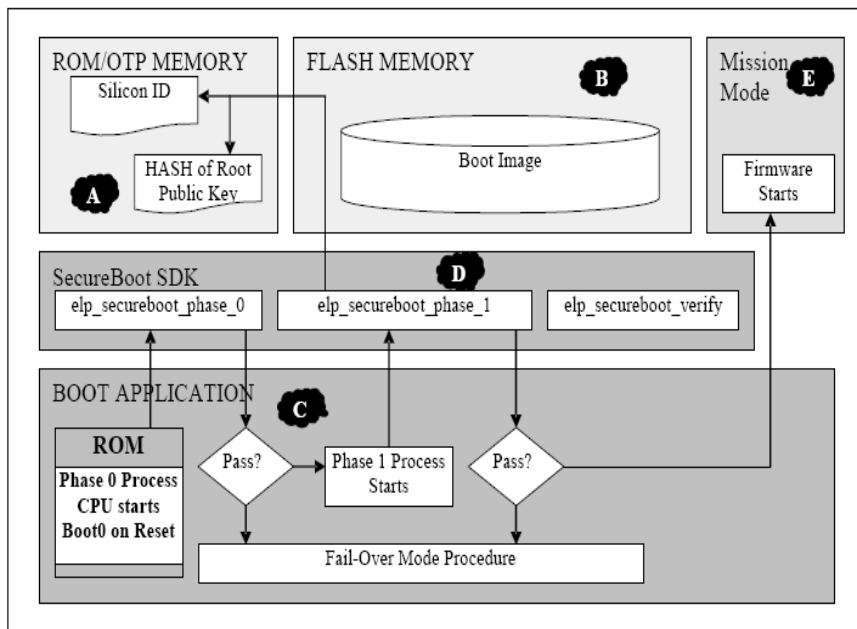 ROM/OTP MEMORY
Silicon ID
HASH of Root
Public Key
A
FLASH MEMORY
B
Boot Image
Mission
Mode
E
Firmware
Starts
SecureBoot SDK
D
elp_secureboot_phase_0
elp_secureboot_phase_1
elp_secureboot_verify
BOOT APPLICATION
C
ROM
Phase 0 Process
CPU starts
Boot0 on Reset
Pass?
Phase 1 Process
Starts
Pass?
Fail-Over Mode Procedure